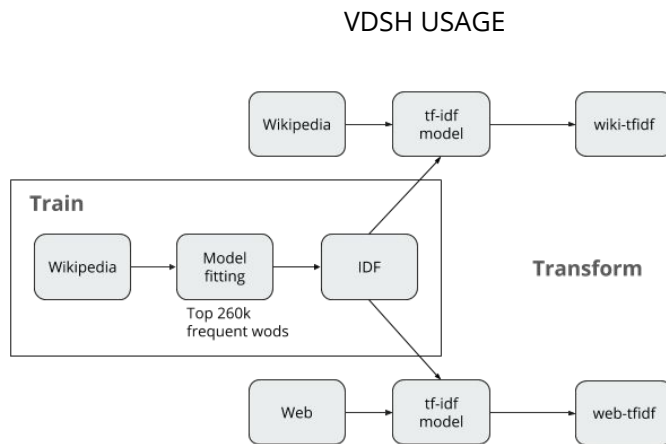 VDSH USAGE
Wikipedia
tf-idf
model
wiki-tfidf
Train
Wikipedia
Model
fitting
IDF
Top 260k
frequent wods
Transform
Web
tf-idf
model
web-tfidf